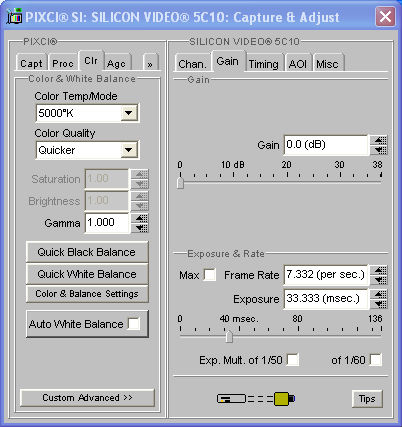 PIXCI® SI: SILICON VIDEO® 5C10: Capture & Adjust
PIXCI®
Capt Proc Clr Agc »
Color & White Balance
Color Temp/Mode
5000°K
Color Quality
Quicker
Saturation 1.00
Brightness 1.00
Gamma 1.000
Quick Black Balance
Quick White Balance
Color & Balance Settings
Auto White Balance
Custom Advanced >>
SILICON VIDEO® 5C10
Chan. Gain Timing AOI Misc
Gain
Gain 0.0 (dB)
0 10 dB 20 30 38
Exposure & Rate
Max Frame Rate 7.332 (per sec.)
Exposure 33.333 (msec.)
0 40 msec. 80 136
Exp. Mult. of 1/50 of 1/60
Tips